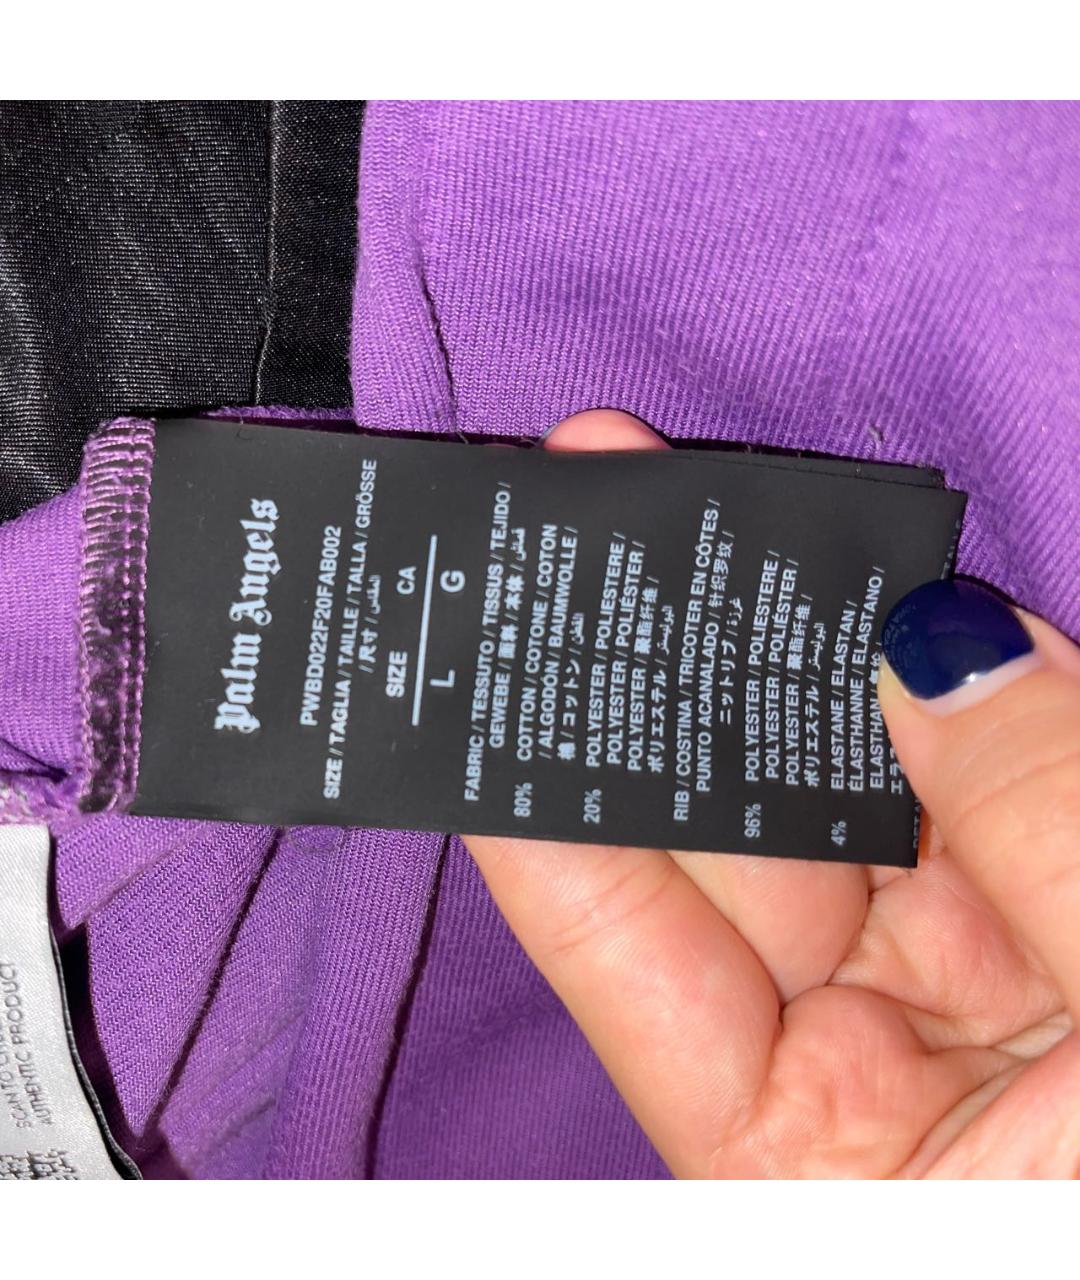 Palm Angels
PWBD022F20FAB002
SIZE / TAGLIA / TAILLE / TALLA / GRÖSSE
/ 尺寸 / المقاس
SIZE CA
L G
FABRIC / TESSUTO / TISSUS / TEJIDO /
GEWEBE / 面料 / 本体 / قماش
80% COTTON / COTONE / COTON
/ ALGODÓN / BAUMWOLLE /
棉 / コットン / القطن
20% POLYESTER / POLIESTERE /
POLYESTER / POLIÉSTER /
POLYESTER / 聚酯纤维 /
ポリエステル / البوليستر
RIB / COSTINA / TRICOTER EN CÔTES /
PUNTO ACANALADO / 针织罗纹 /
ニットリブ / غرزة
96% POLYESTER / POLIESTERE /
POLYESTER / POLIÉSTER /
POLYESTER / 聚酯纤维 /
ポリエステル / البوليستر
4% ELASTANE / ELASTAN /
ÉLASTHANNE / ELASTANO /
ELASTHAN /
SCAN TO
AUTHENTIC PRODUCT